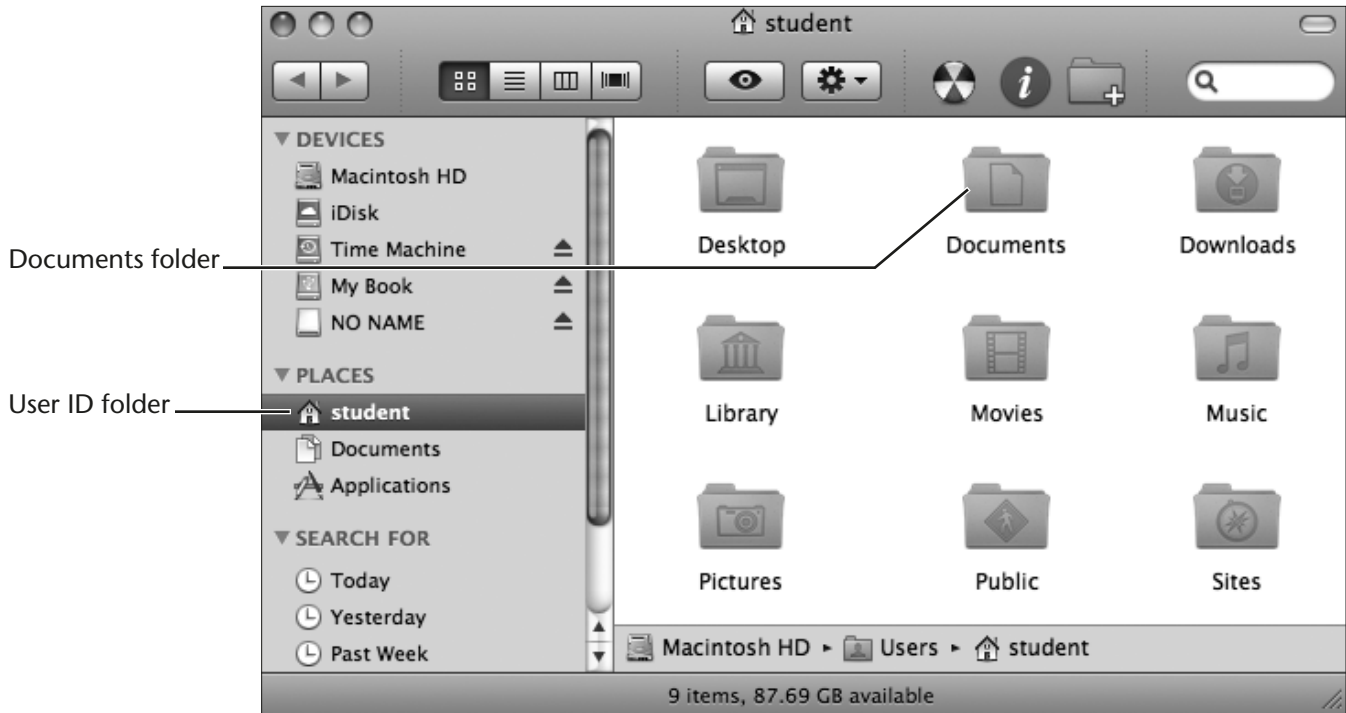 student
DEVICES
Macintosh HD
iDisk
Time Machine
My Book
NO NAME
PLACES
student
Documents
Applications
SEARCH FOR
Today
Yesterday
Past Week
Documents folder
User ID folder
Desktop Documents Downloads
Library Movies Music
Pictures Public Sites
Macintosh HD ▸ Users ▸ student
9 items, 87.69 GB available